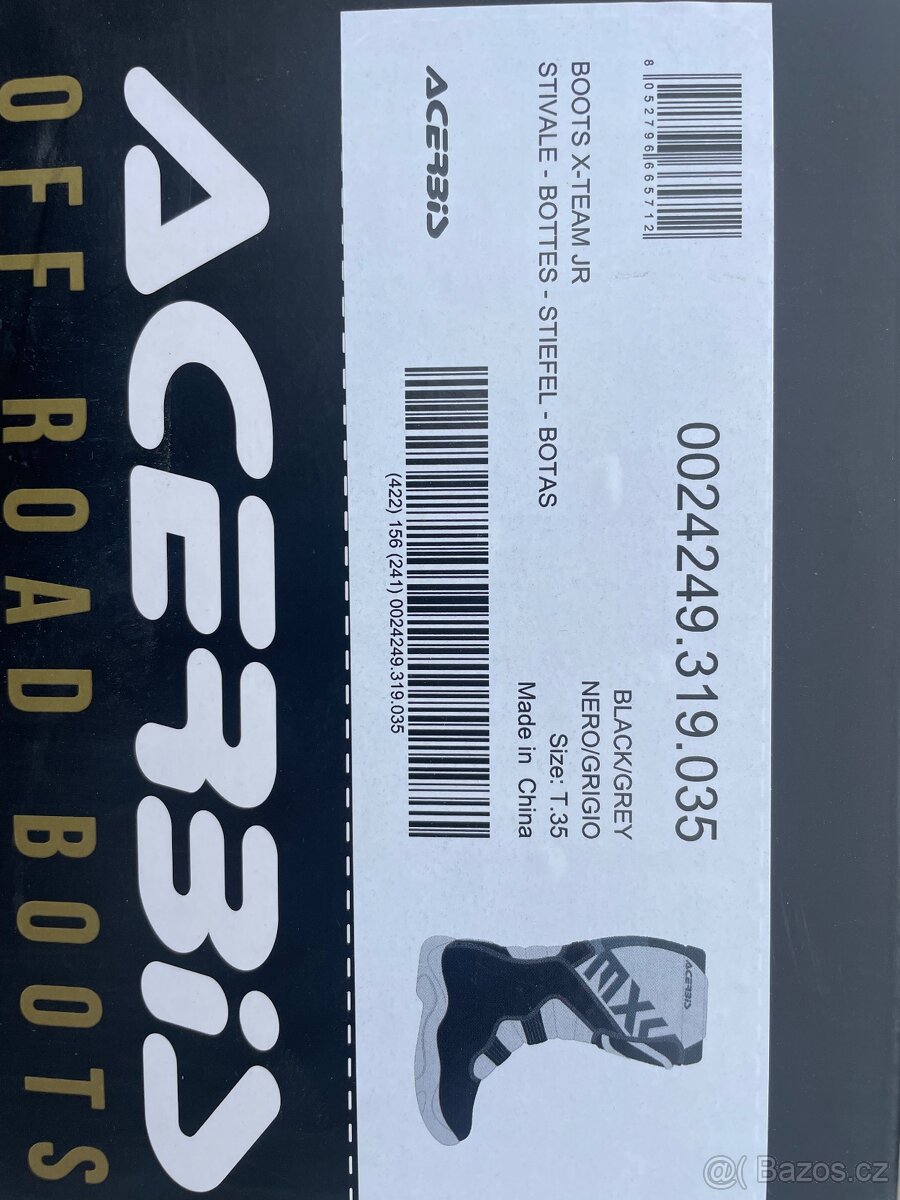 8 052796 665712
0024249.319.035
BOOTS X-TEAM JR
STIVALE - BOTTES - STIEFEL - BOTAS
BLACK/GREY
NERO/GRIGIO
Size: T.35
Made in China
ACERBIS
(422) 156 (241) 0024249.319.035
ACERBIS
MX
ACERBIS
OFF ROAD BOOTS
@( Bazos.cz